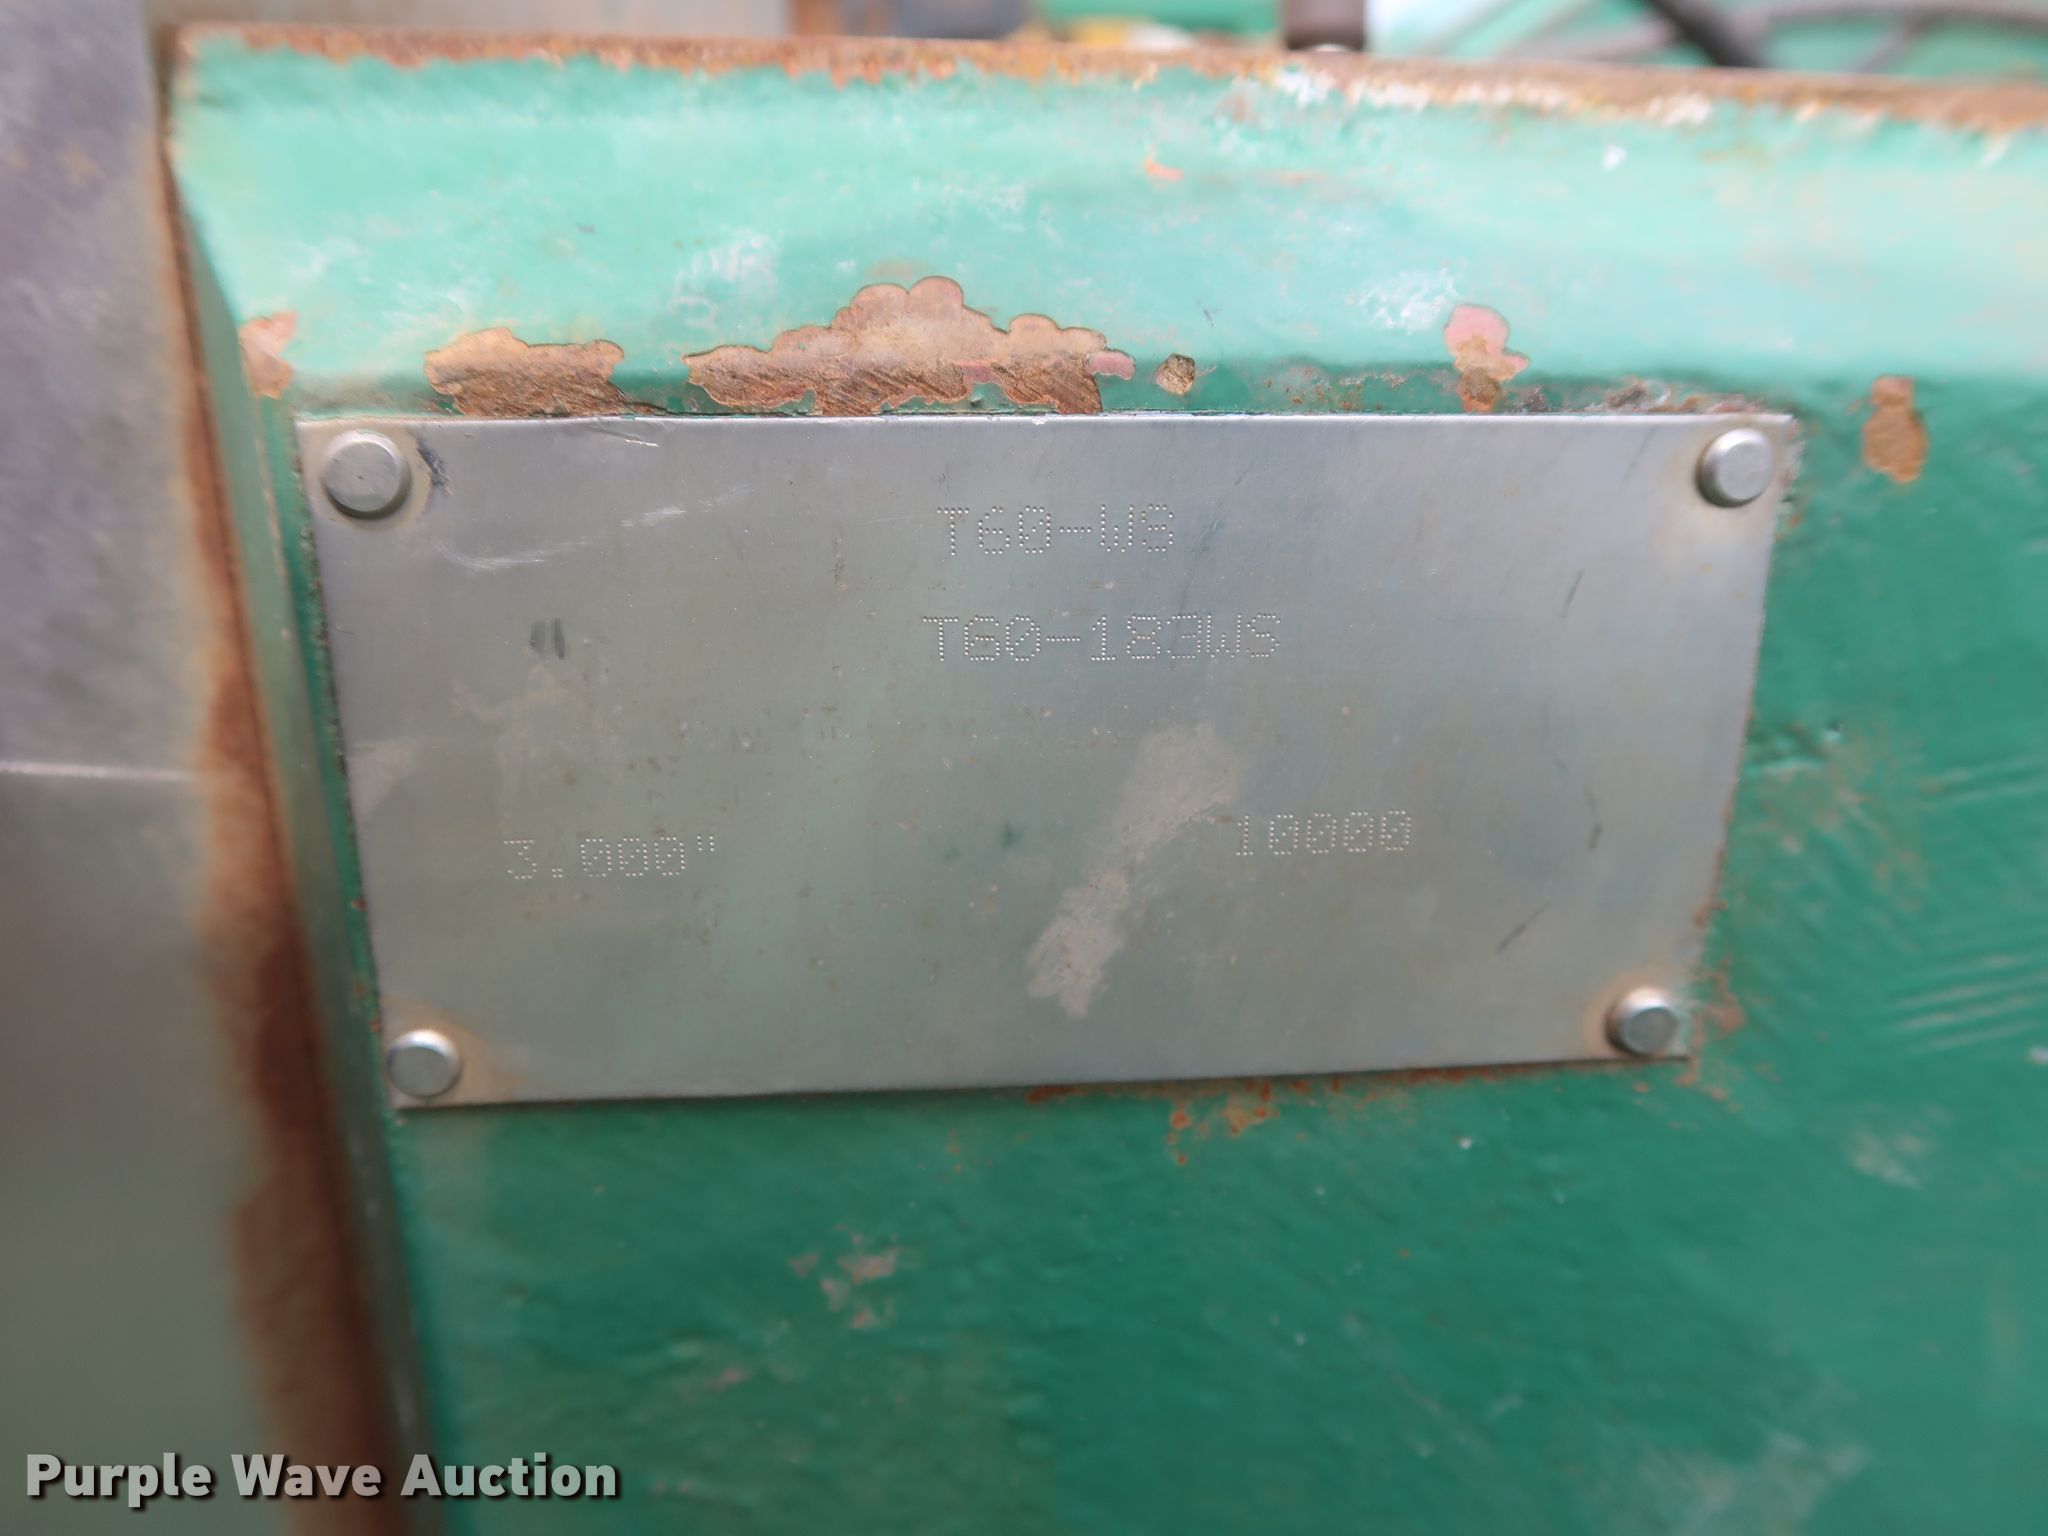 T60-WS
T60-183WS
3.000" 10000
Purple Wave Auction